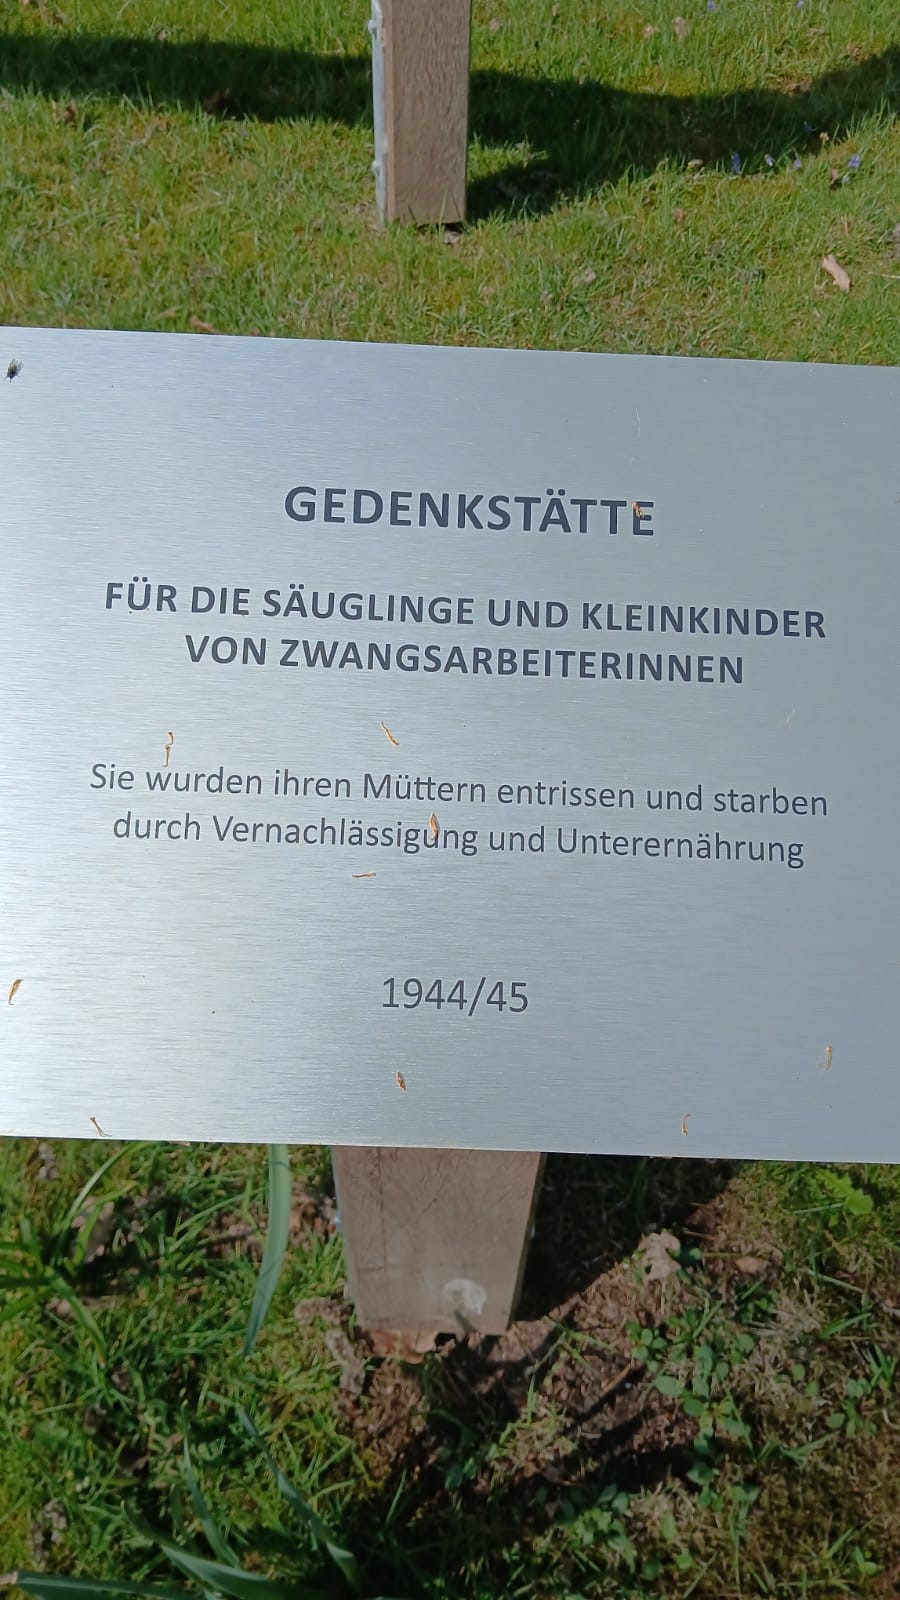 GEDENKSTÄTTE
FÜR DIE SÄUGLINGE UND KLEINKINDER
VON ZWANGSARBEITERINNEN
Sie wurden ihren Müttern entrissen und starben
durch Vernachlässigung und Unterernährung
1944/45